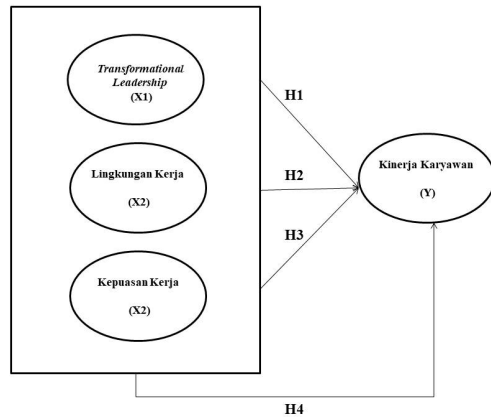 Transformational
Leadership
(X1)
H1
Lingkungan Kerja
(X2)
H2
Kinerja Karyawan
(Y)
H3
Kepuasan Kerja
(X2)
H4